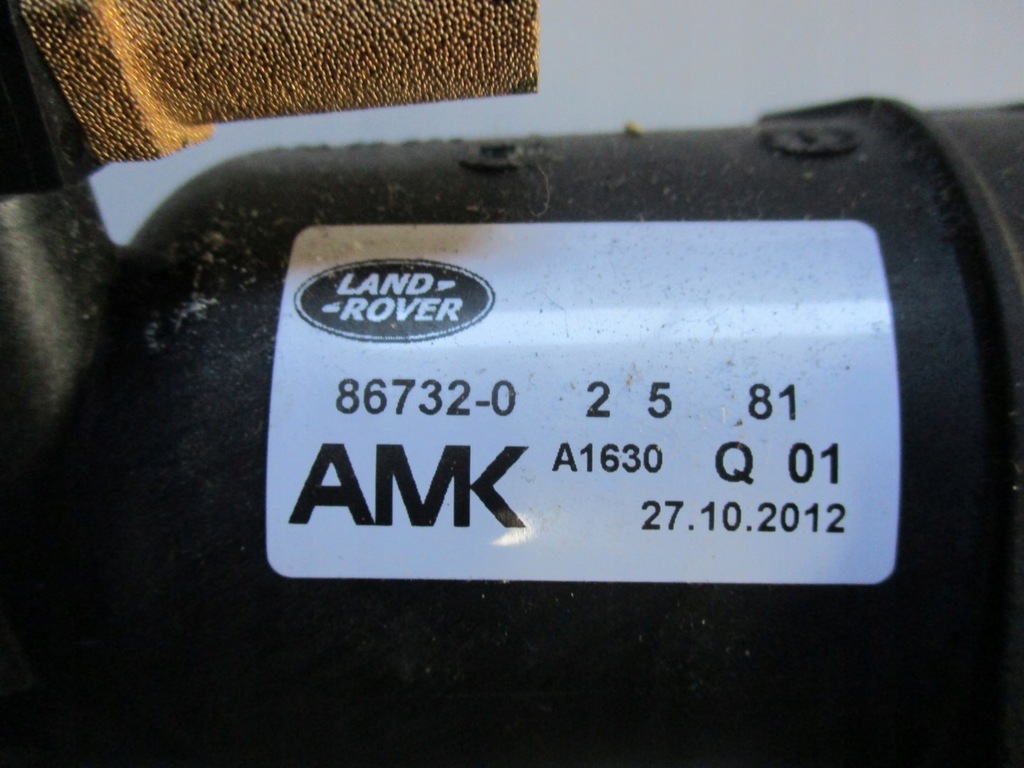 LAND-
-ROVER
86732-0 2 5 81
AMK A1630 Q 01
27.10.2012